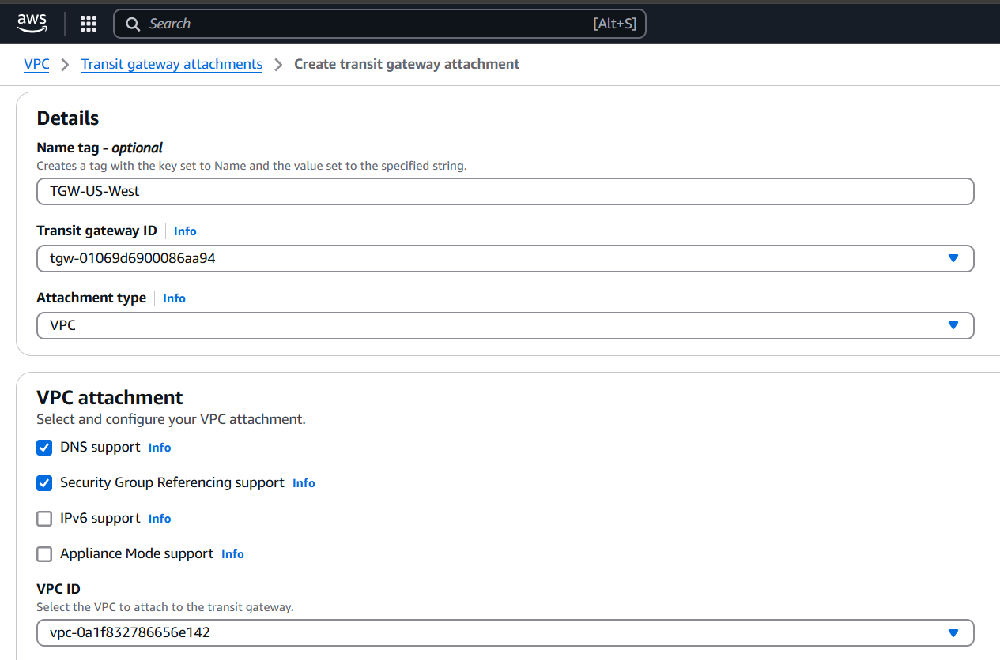 aws
Search [Alt+S]
VPC > Transit gateway attachments > Create transit gateway attachment
Details
Name tag - optional
Creates a tag with the key set to Name and the value set to the specified string.
TGW-US-West
Transit gateway ID Info
tgw-01069d6900086aa94
Attachment type Info
VPC
VPC attachment
Select and configure your VPC attachment.
DNS support Info
Security Group Referencing support Info
IPv6 support Info
Appliance Mode support Info
VPC ID
Select the VPC to attach to the transit gateway.
vpc-0a1f832786656e142